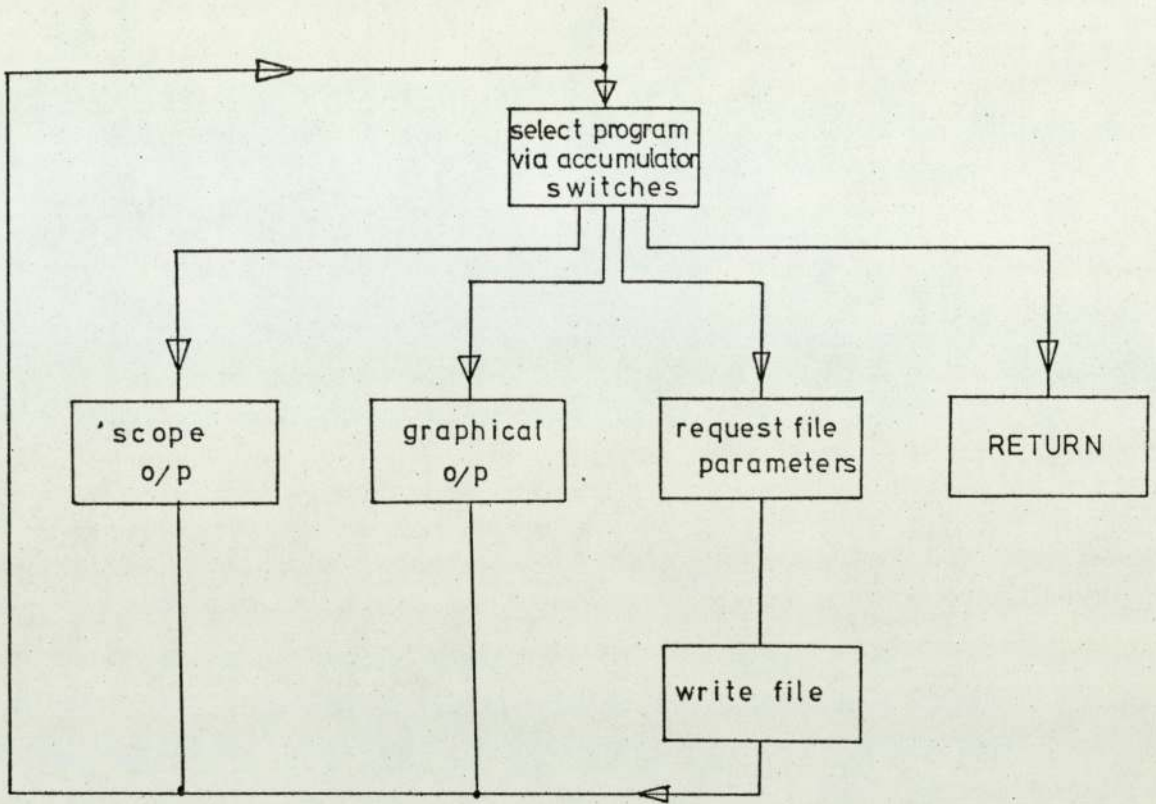 select program
via accumulator
switches
'scope
o/p
graphical
o/p
request file
parameters
RETURN
write file